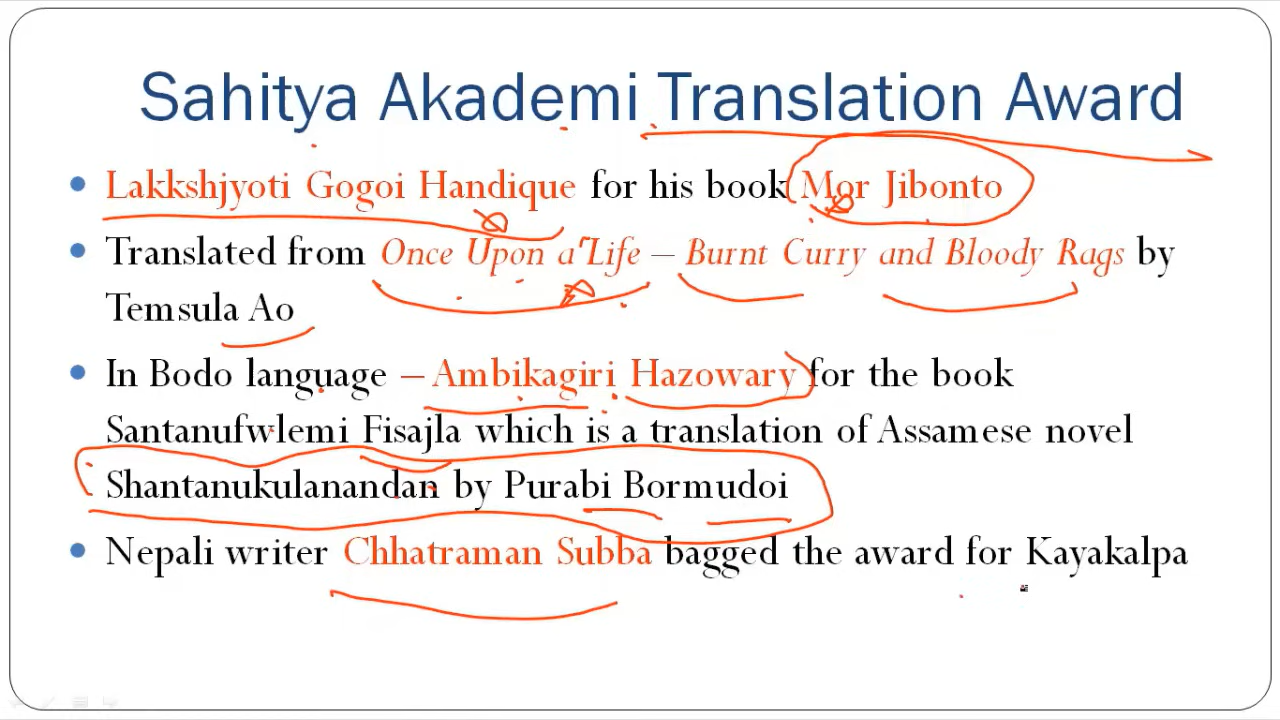 Sahitya Akademi Translation Award
Lakkshjyoti Gogoi Handique for his book Mor Jibonto
Translated from Once Upon a Life – Burnt Curry and Bloody Rags by
Temsula Ao
In Bodo language – Ambikagiri Hazowary for the book
Santanufwlemi Fisajla which is a translation of Assamese novel
Shantanukulanandan by Purabi Bormudoi
Nepali writer Chhatraman Subba bagged the award for Kayakalpa